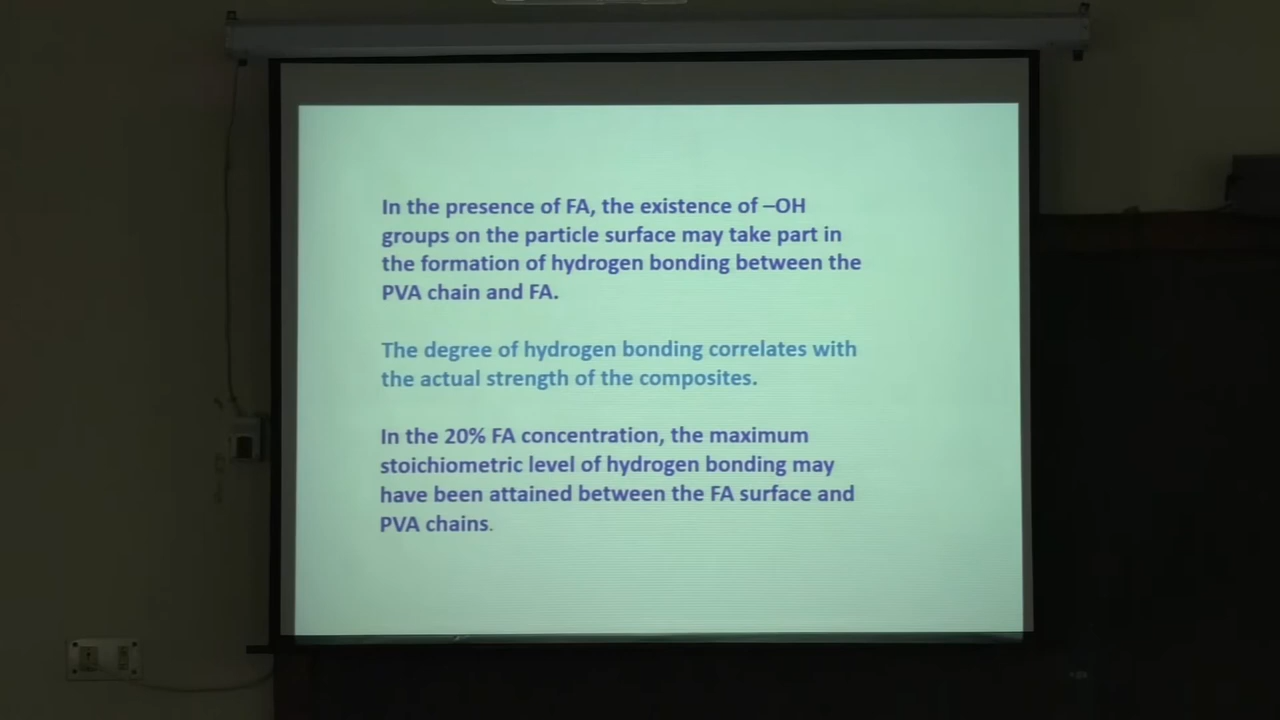 In the presence of FA, the existence of –OH
groups on the particle surface may take part in
the formation of hydrogen bonding between the
PVA chain and FA.
The degree of hydrogen bonding correlates with
the actual strength of the composites.
In the 20% FA concentration, the maximum
stoichiometric level of hydrogen bonding may
have been attained between the FA surface and
PVA chains.